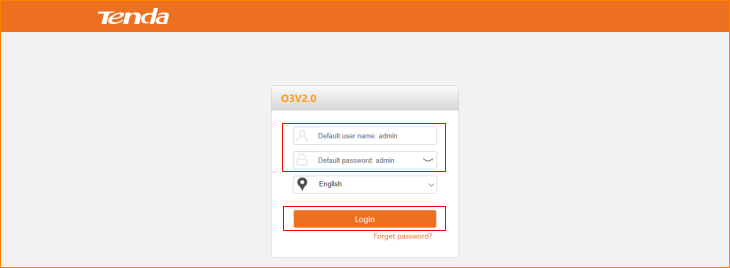 Tenda
O3V2.0
Default user name: admin
Default password: admin
English
Login
Forget password?